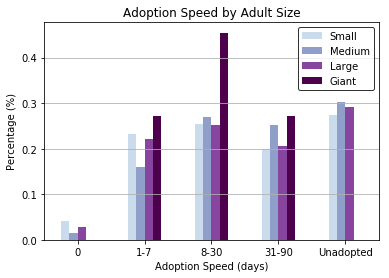 Adoption Speed by Adult Size
Small
Medium
Large
Giant
Percentage (%)
0.4
0.3
0.2
0.1
0.0
0 1-7 8-30 31-90 Unadopted
Adoption Speed (days)